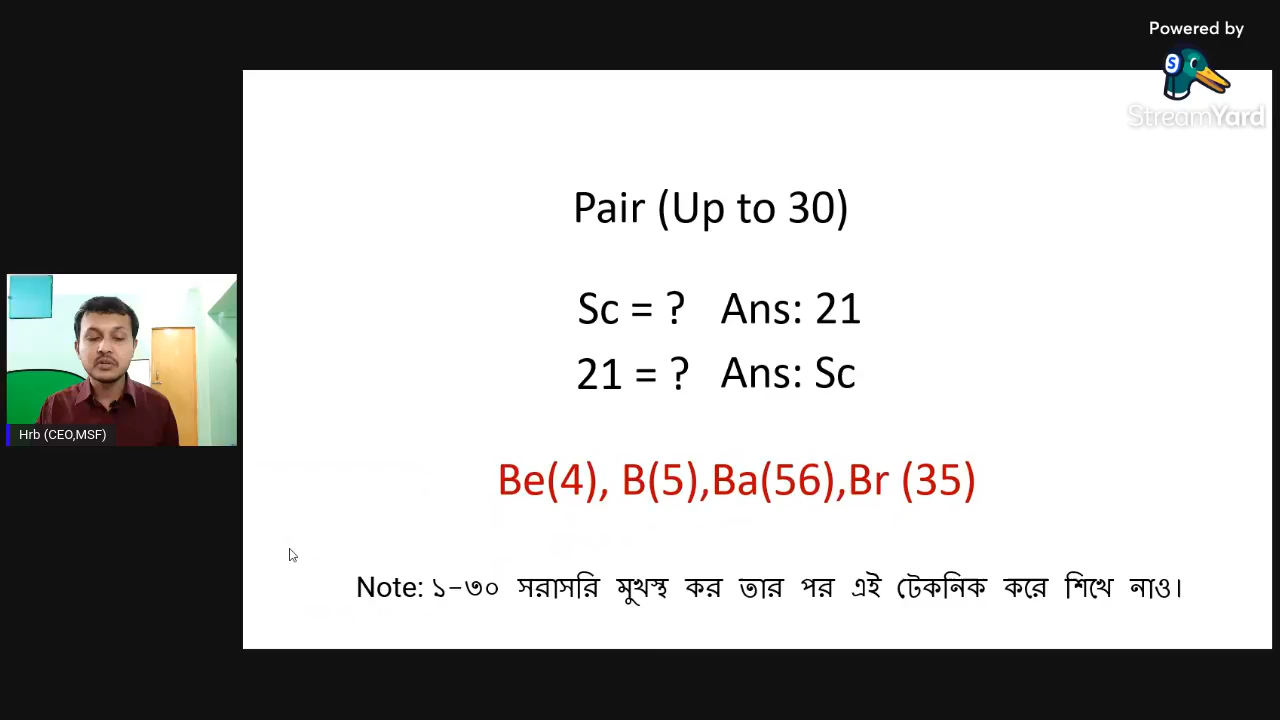 Powered by
StreamYard
Pair (Up to 30)
Sc = ? Ans: 21
21 = ? Ans: Sc
Hrb (CEO,MSF)
Be(4), B(5),Ba(56),Br (35)
Note: ১-৩০ সরাসরি মুখস্থ কর তার পর এই টেকনিক করে শিখে নাও।